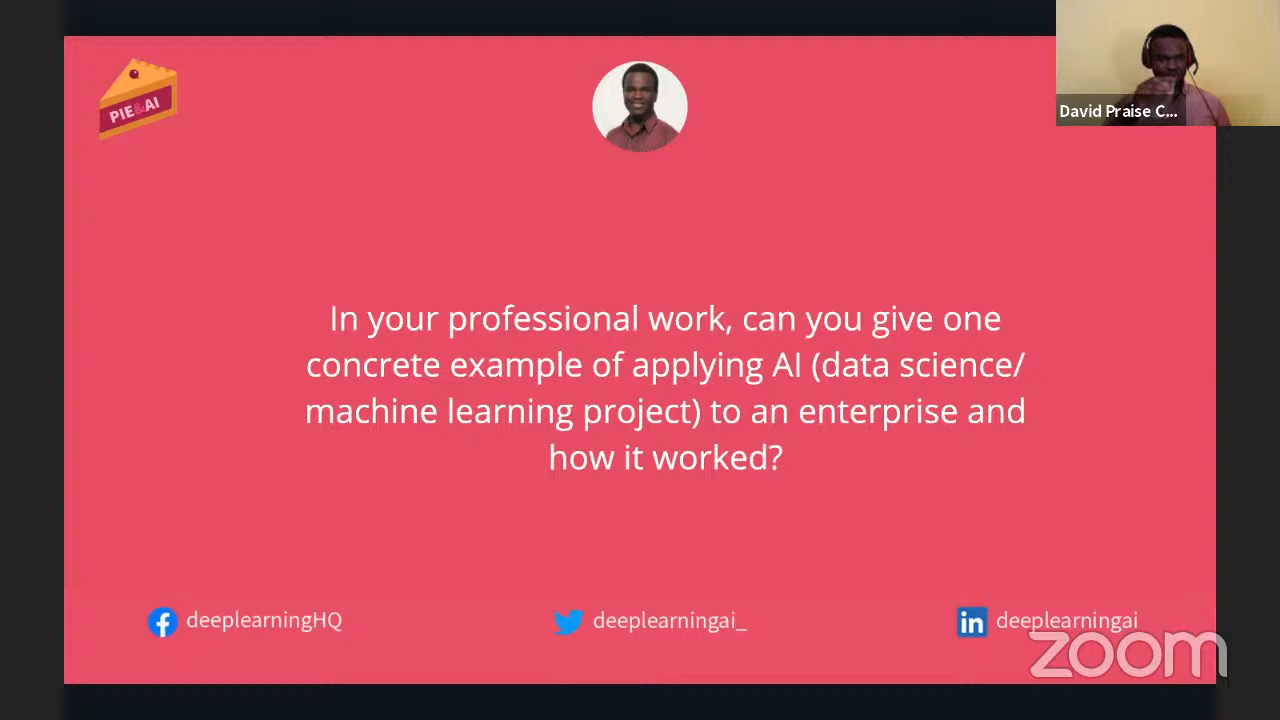 PIE&AI
David Praise C...
In your professional work, can you give one
concrete example of applying AI (data science/
machine learning project) to an enterprise and
how it worked?
deeplearningHQ
deeplearningai_
deeplearningai
zoom